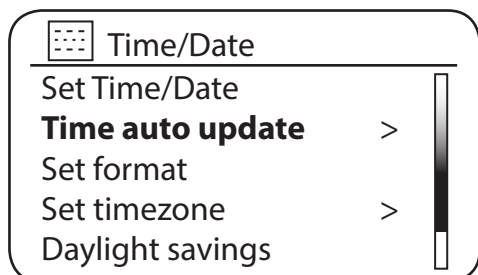 Time/Date
Set Time/Date
Time auto update >
Set format
Set timezone >
Daylight savings